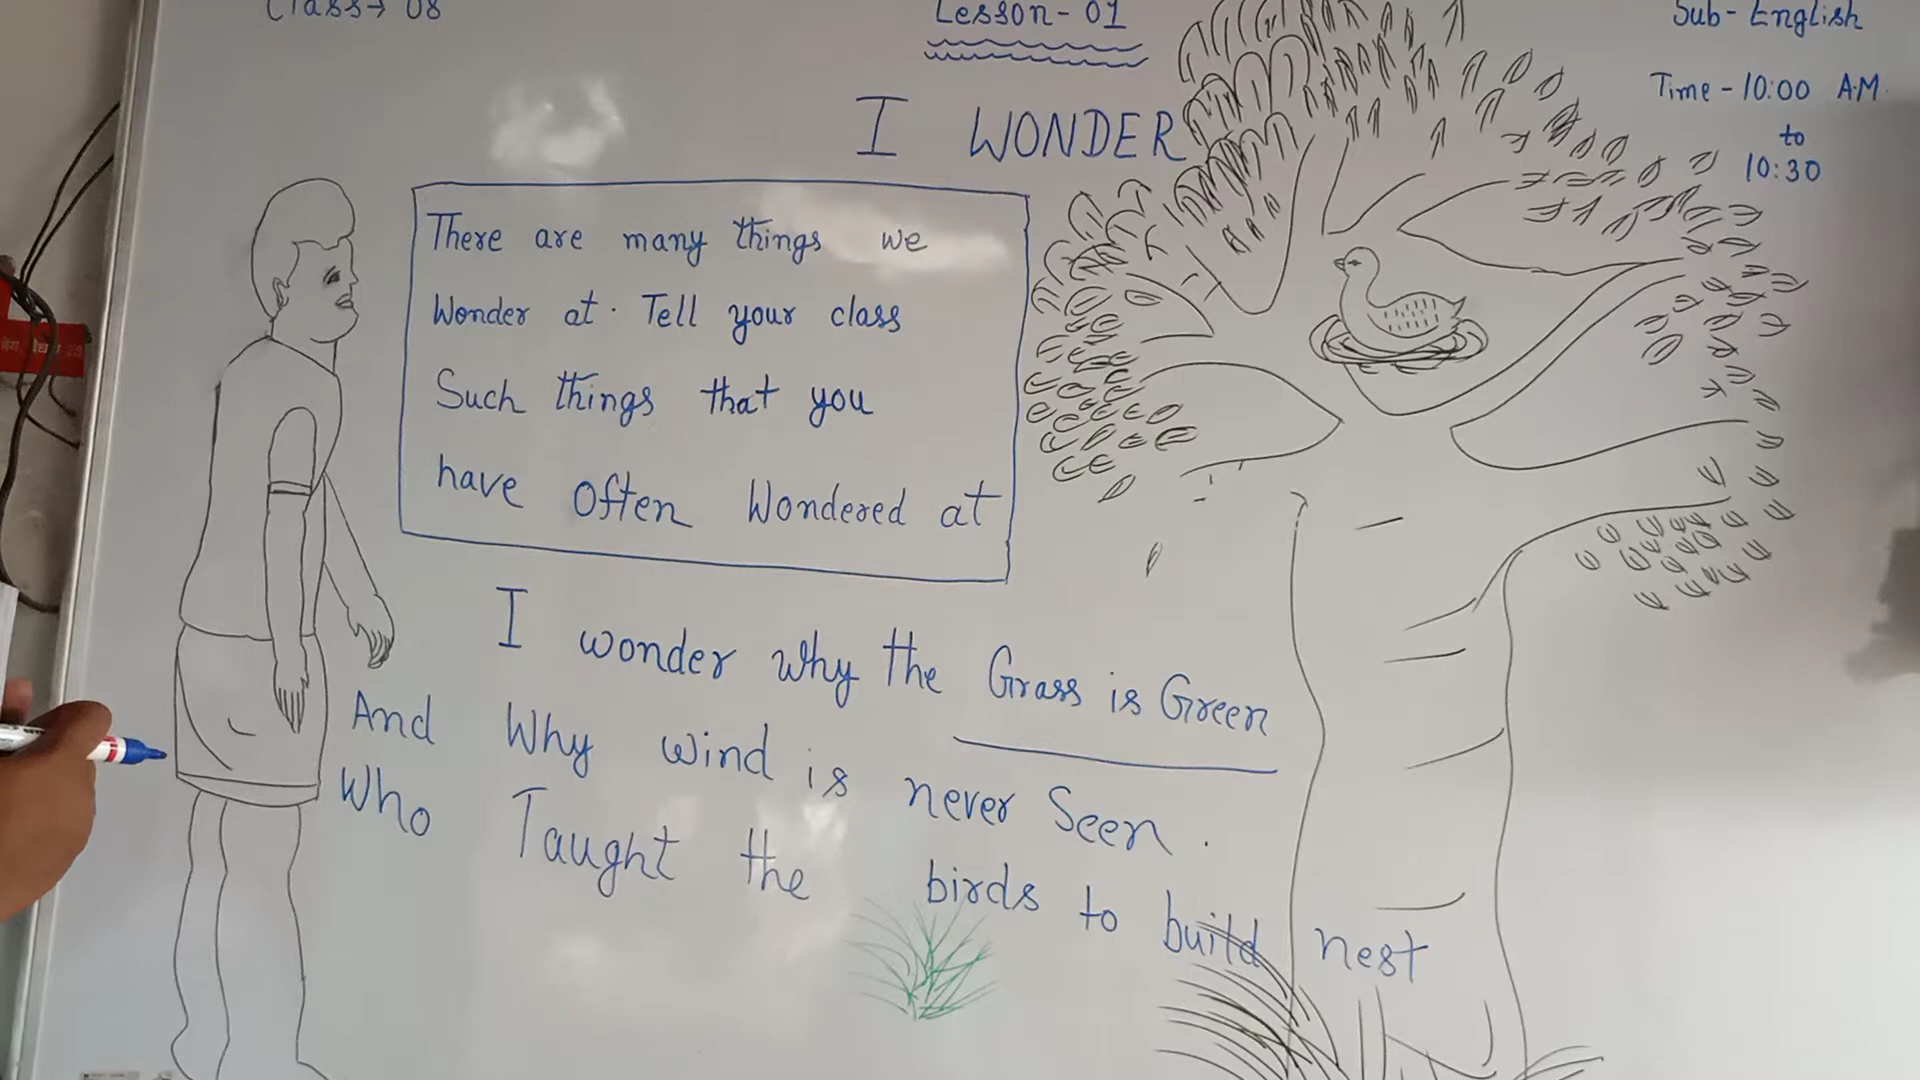 Class→ 08
Lesson- 01
Sub- English
Time - 10:00 A.M.
to
10:30
I WONDER
There are many things we
Wonder at. Tell your class
Such things that you
have Often Wondered at
I wonder why the Grass is Green
And Why wind is never Seen.
Who Taught the birds to build nest